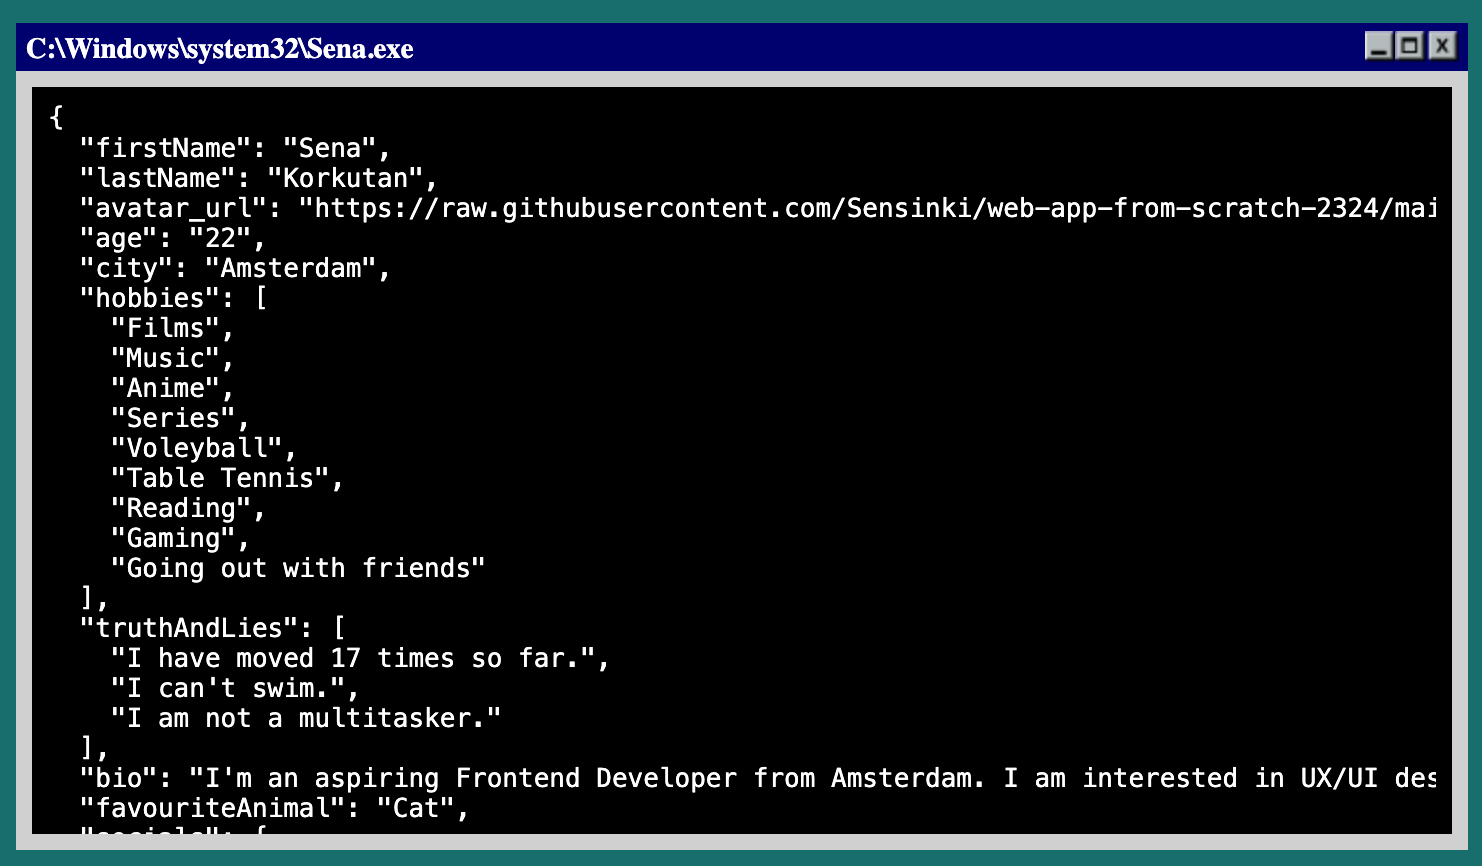 C:\Windows\system32\Sena.exe
{
  "firstName": "Sena",
  "lastName": "Korkutan",
  "avatar_url": "https://raw.githubusercontent.com/Sensinki/web-app-from-scratch-2324/mai
  "age": "22",
  "city": "Amsterdam",
  "hobbies": [
    "Films",
    "Music",
    "Anime",
    "Series",
    "Voleyball",
    "Table Tennis",
    "Reading",
    "Gaming",
    "Going out with friends"
  ],
  "truthAndLies": [
    "I have moved 17 times so far.",
    "I can't swim.",
    "I am not a multitasker."
  ],
  "bio": "I'm an aspiring Frontend Developer from Amsterdam. I am interested in UX/UI des
  "favouriteAnimal": "Cat",
  "socials": [